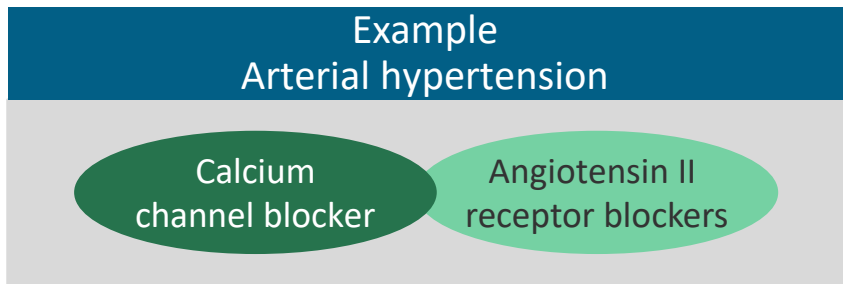 Example
Arterial hypertension
Calcium
channel blocker
Angiotensin II
receptor blockers